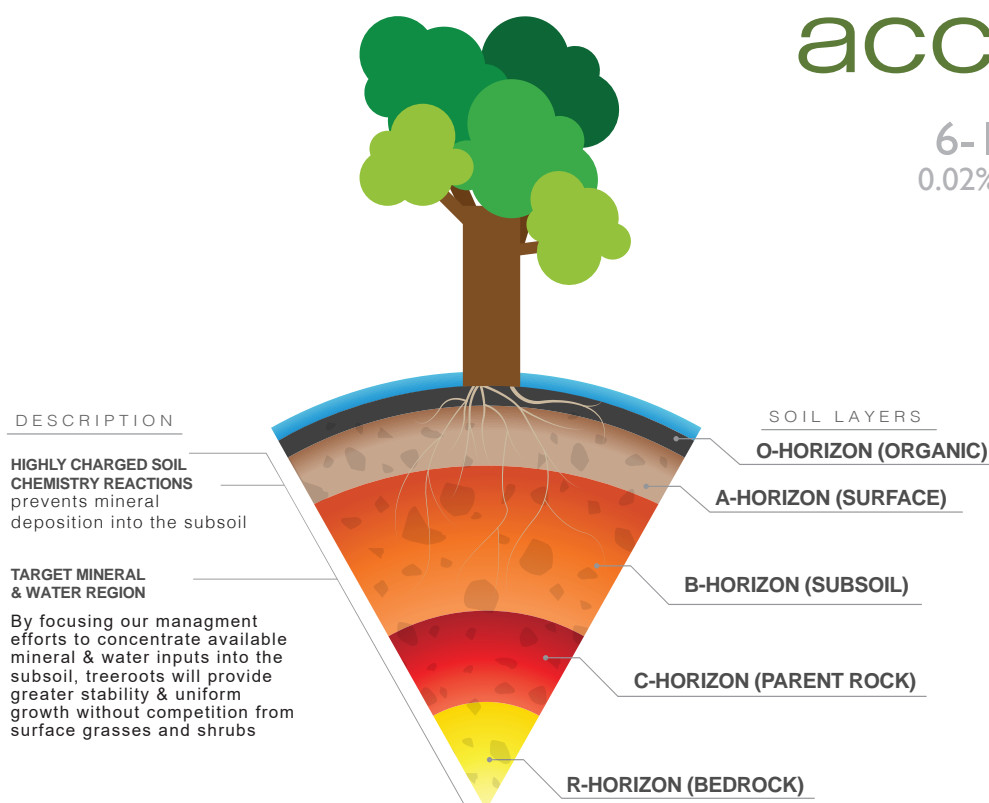 acc
6-
0.02%
DESCRIPTION
HIGHLY CHARGED SOIL
CHEMISTRY REACTIONS
prevents mineral
deposition into the subsoil
TARGET MINERAL
& WATER REGION
By focusing our managment
efforts to concentrate available
mineral & water inputs into the
subsoil, treeroots will provide
greater stability & uniform
growth without competition from
surface grasses and shrubs
SOIL LAYERS
O-HORIZON (ORGANIC)
A-HORIZON (SURFACE)
B-HORIZON (SUBSOIL)
C-HORIZON (PARENT ROCK)
R-HORIZON (BEDROCK)